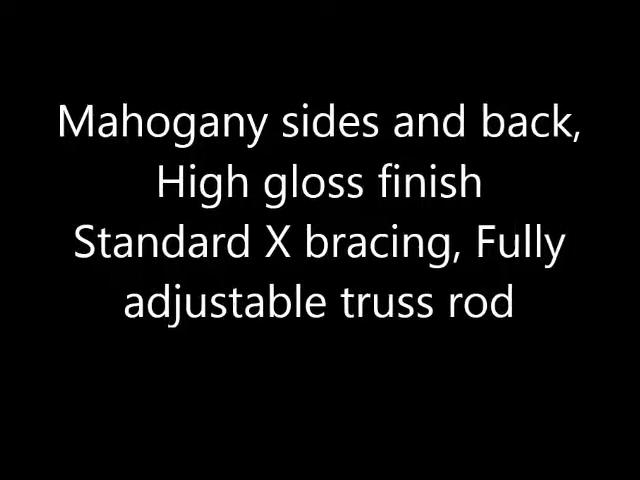 Mahogany sides and back,
High gloss finish
Standard X bracing, Fully
adjustable truss rod